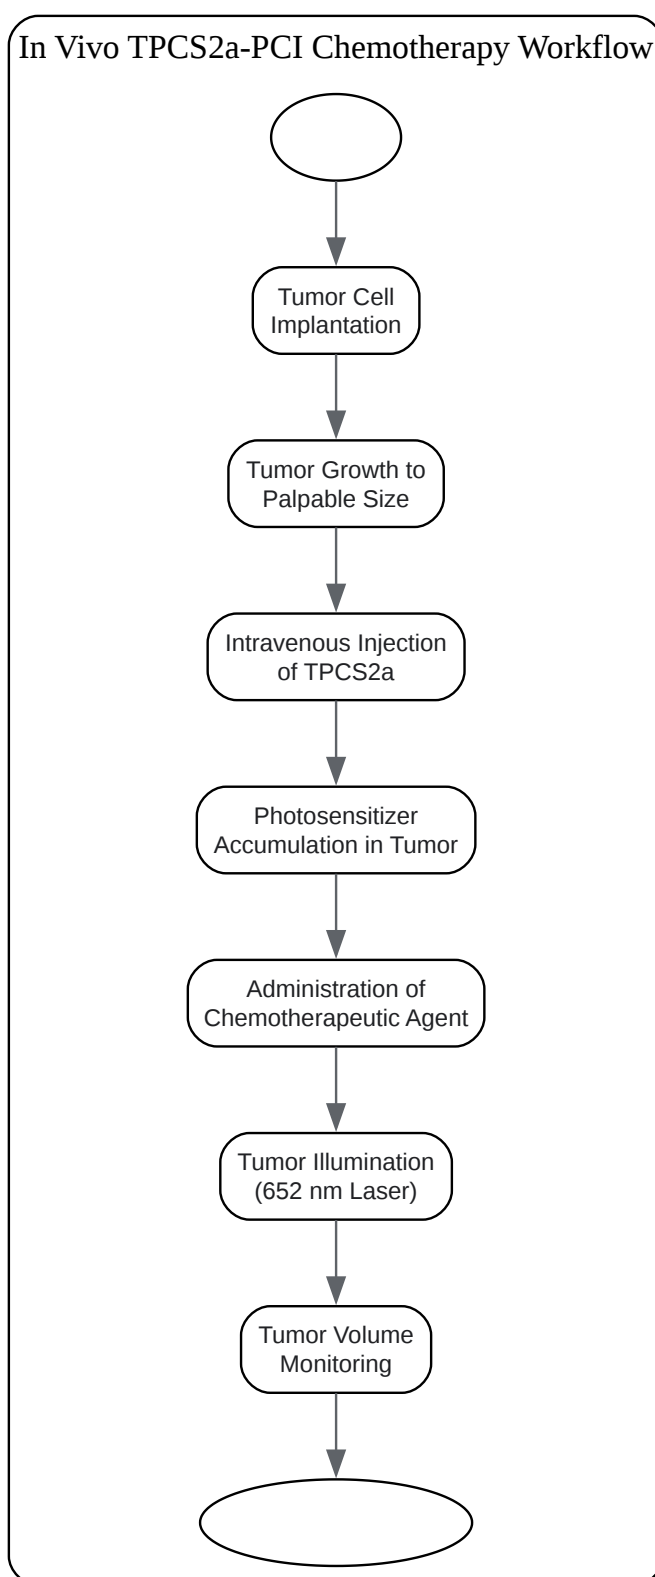 In Vivo TPCS2a-PCI Chemotherapy Workflow
Tumor Cell
Implantation
Tumor Growth to
Palpable Size
Intravenous Injection
of TPCS2a
Photosensitizer
Accumulation in Tumor
Administration of
Chemotherapeutic Agent
Tumor Illumination
(652 nm Laser)
Tumor Volume
Monitoring